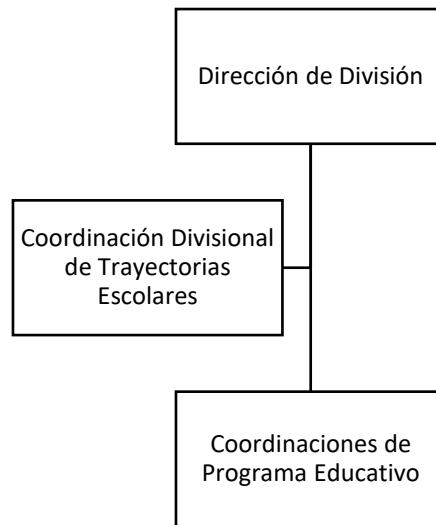 Dirección de División
Coordinación Divisional
de Trayectorias
Escolares
Coordinaciones de
Programa Educativo